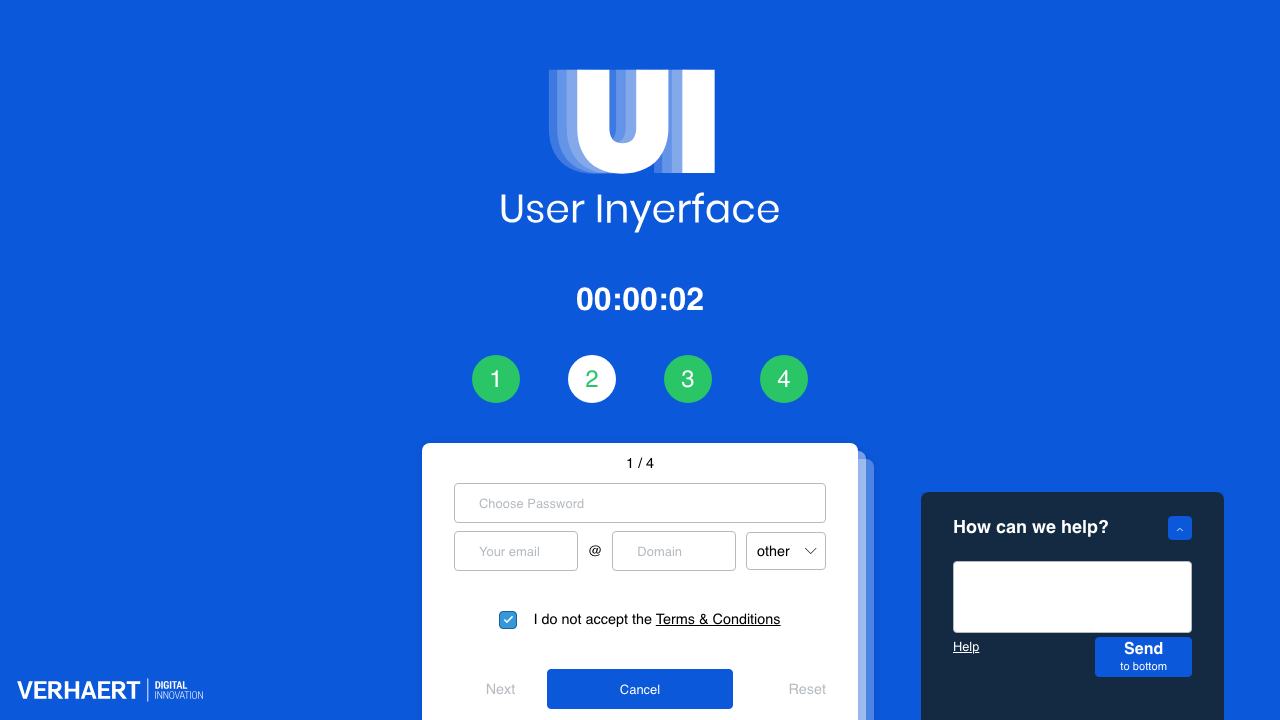 UI
User Inyerface
00:00:02
1 2 3 4
1 / 4
Choose Password
Your email @ Domain other
I do not accept the Terms & Conditions
Next Cancel Reset
How can we help?
Help
Send
to bottom
VERHAERT DIGITAL
INNOVATION